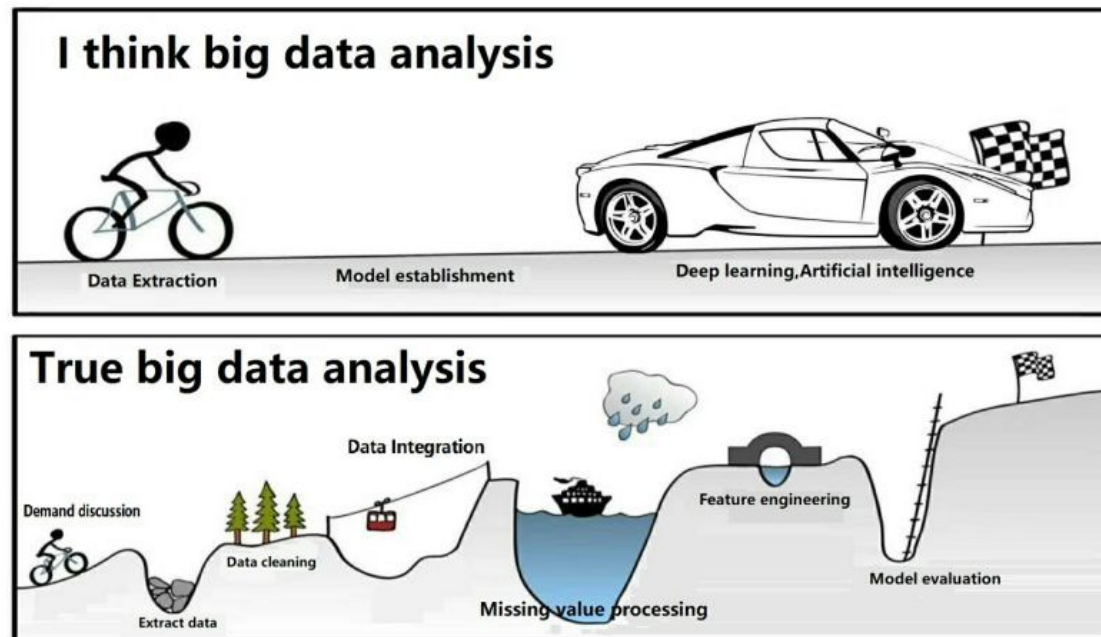 I think big data analysis
Data Extraction
Model establishment
Deep learning,Artificial intelligence
True big data analysis
Demand discussion
Extract data
Data cleaning
Data Integration
Missing value processing
Feature engineering
Model evaluation